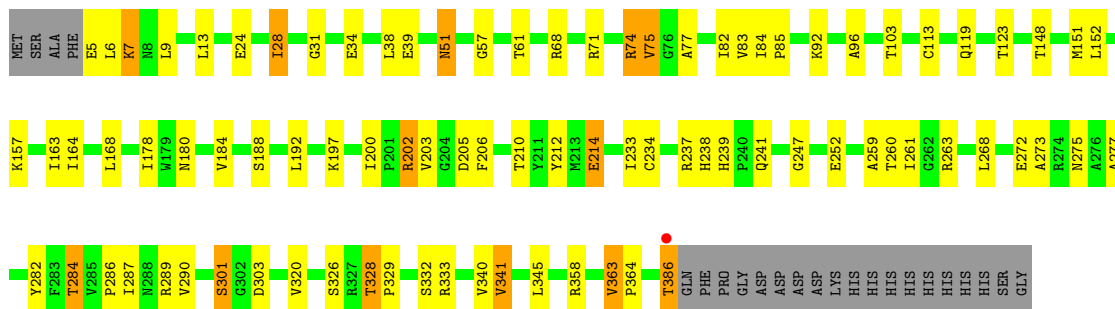 MET SER ALA PHE E5 L6 K7 N8 L9 L13 E24 I28 G31 E34 L38 E39 N51 G57 T61 R68 R71 R74 V75 G76 A77 I82 V83 I84 P85 K92 A96 T103 C113 Q119 T123 T148 M151 L152
K157 I163 I164 L168 I178 W179 N180 V184 S188 L192 K197 I200 P201 R202 V203 G204 D205 F206 T210 Y211 Y212 M213 E214 I233 C234 R237 H238 H239 P240 Q241 G247 E252 A259 T260 I261 G262 R263 L268 E272 A273 R274 N275 A276 A277
Y282 F283 T284 V285 P286 I287 N288 R289 V290 S301 G302 D303 V320 S326 R327 T328 P329 S332 R333 V340 V341 L345 R358 V363 P364 T386 GLN PHE PRO GLY ASP ASP ASP ASP LYS HIS HIS HIS HIS HIS HIS HIS HIS SER GLY